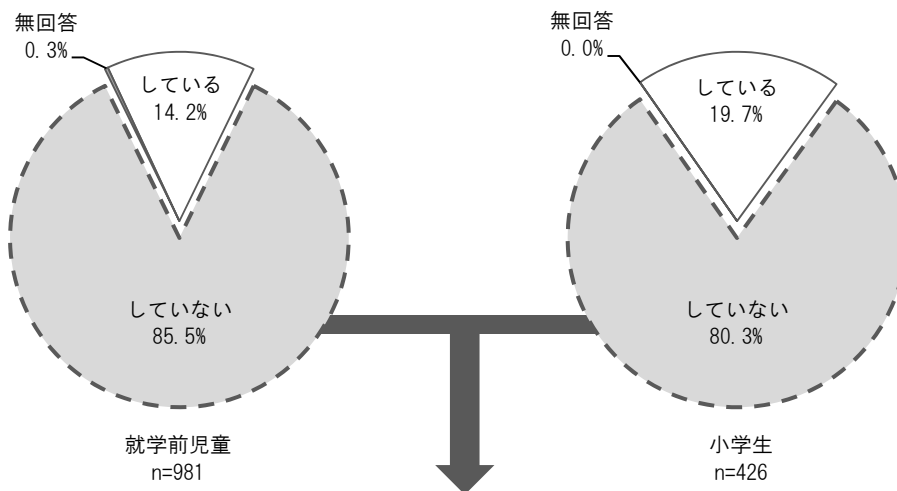 無回答
0.3%
している
14.2%
していない
85.5%
就学前児童
n=981
無回答
0.0%
している
19.7%
していない
80.3%
小学生
n=426